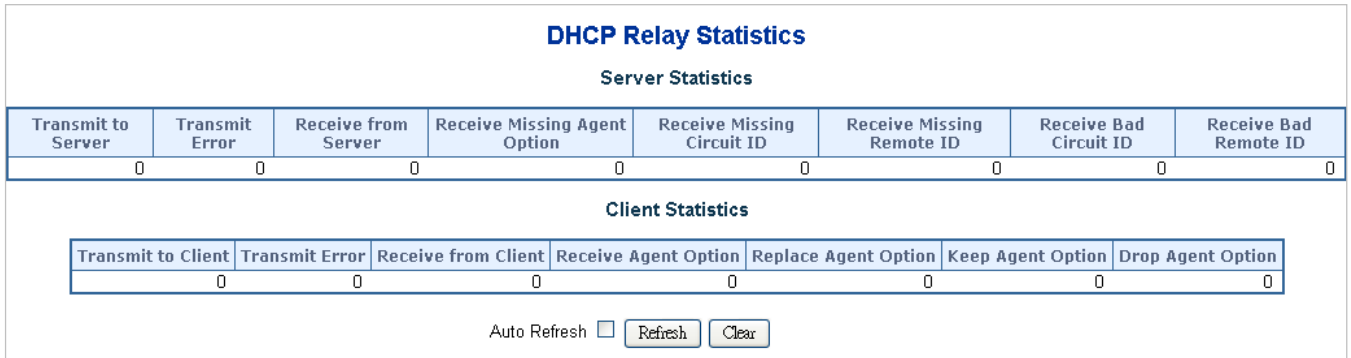 DHCP Relay Statistics
Server Statistics
Transmit to Server Transmit Error Receive from Server Receive Missing Agent Option Receive Missing Circuit ID Receive Missing Remote ID Receive Bad Circuit ID Receive Bad Remote ID
0 0 0 0 0 0 0 0
Client Statistics
Transmit to Client Transmit Error Receive from Client Receive Agent Option Replace Agent Option Keep Agent Option Drop Agent Option
0 0 0 0 0 0 0
Auto Refresh Refresh Clear